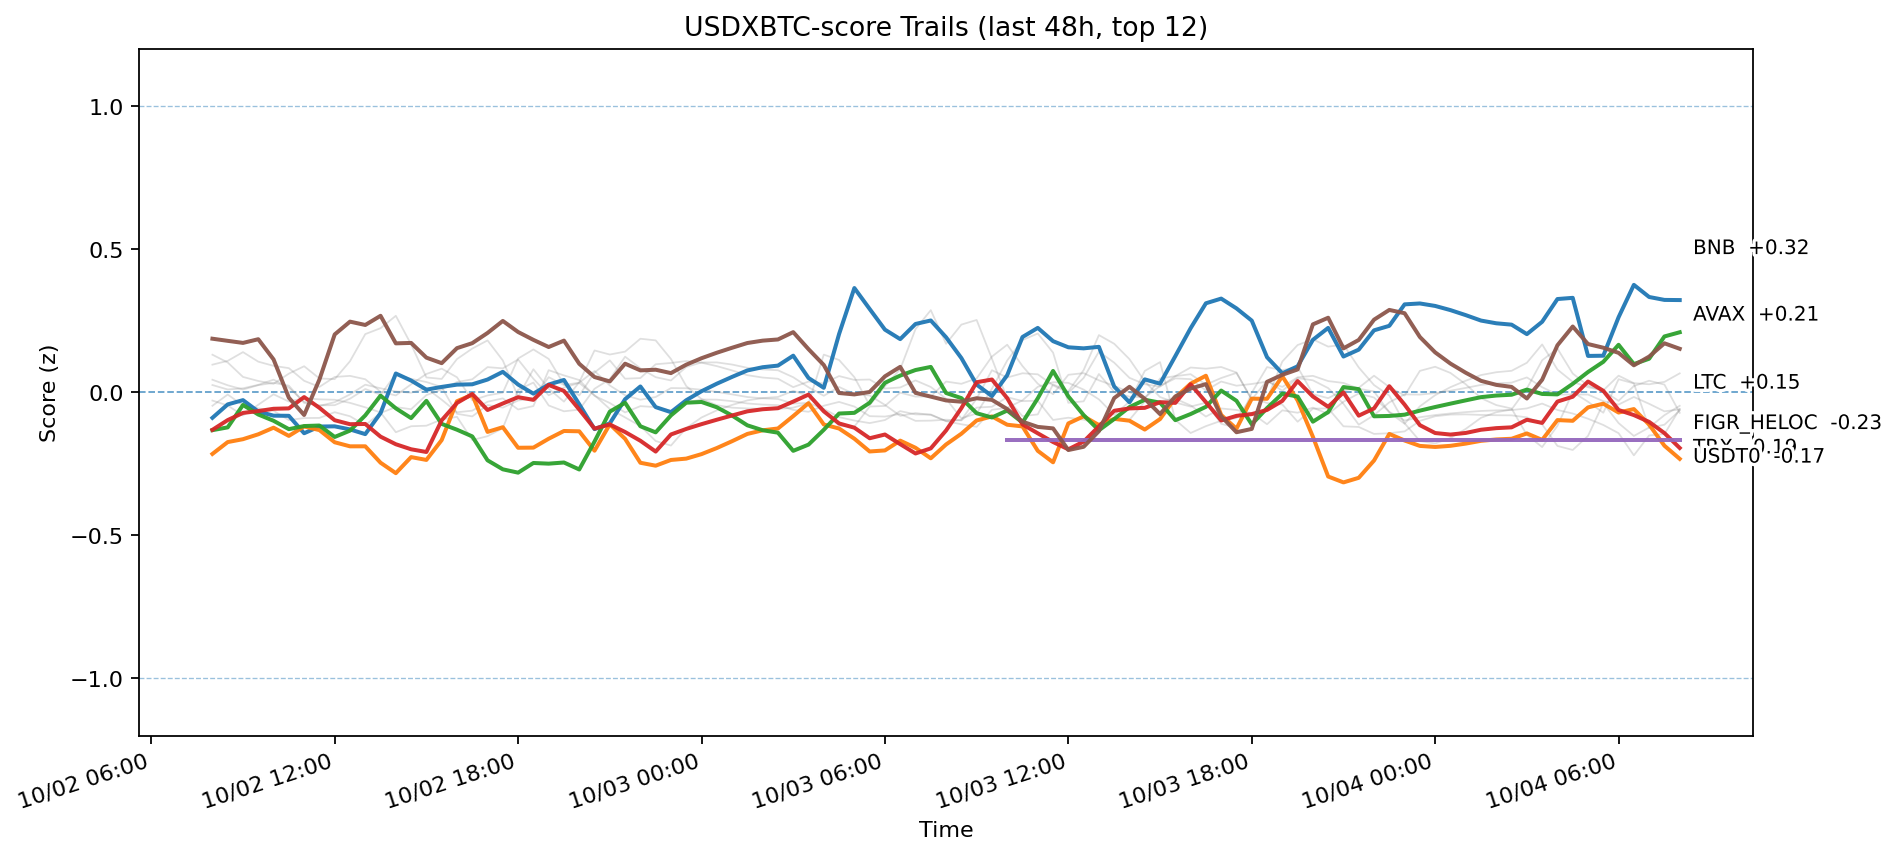 USDXBTC-score Trails (last 48h, top 12)
Score (z)
1.0
0.5
0.0
−0.5
−1.0
BNB +0.32
AVAX +0.21
LTC +0.15
FIGR_HELOC -0.23
USDT0 -0.17
10/02 06:00
10/02 12:00
10/02 18:00
10/03 00:00
10/03 06:00
10/03 12:00
10/03 18:00
10/04 00:00
10/04 06:00
Time